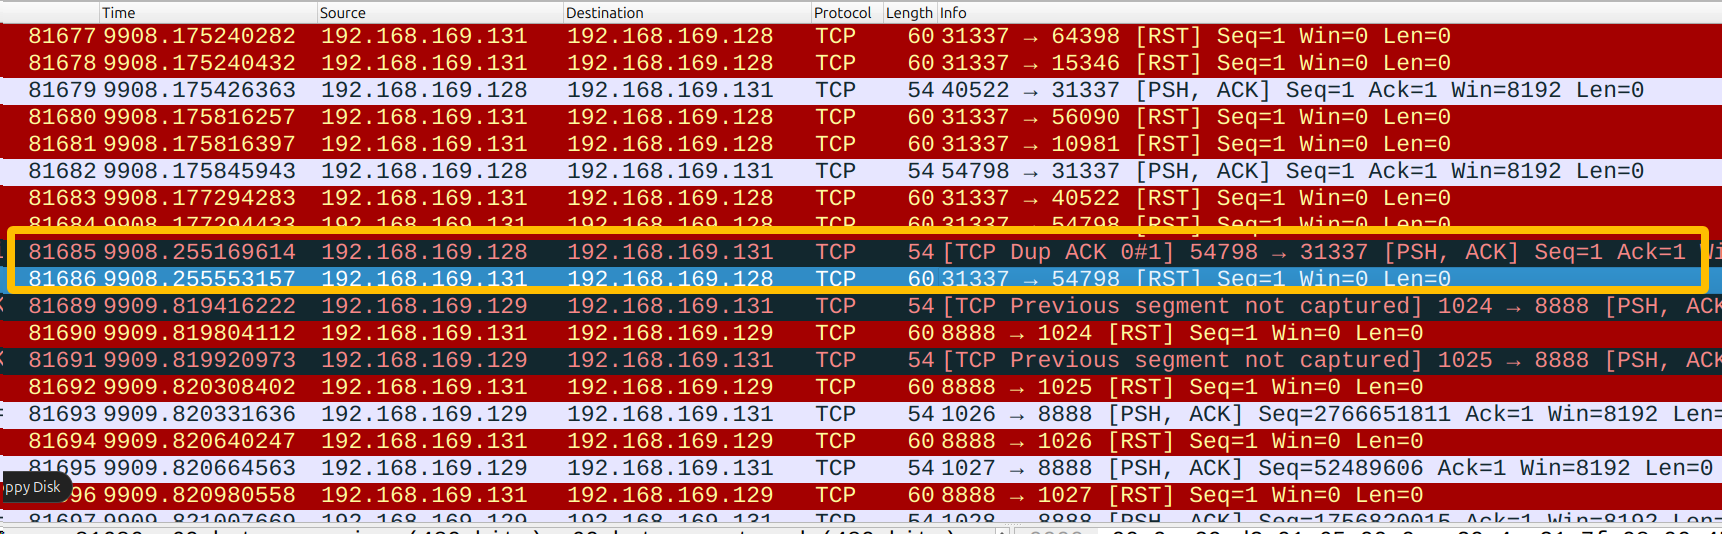 Time Source Destination Protocol Length Info
81677 9908.175240282 192.168.169.131 192.168.169.128 TCP 60 31337 → 64398 [RST] Seq=1 Win=0 Len=0
81678 9908.175240432 192.168.169.131 192.168.169.128 TCP 60 31337 → 15346 [RST] Seq=1 Win=0 Len=0
81679 9908.175426363 192.168.169.128 192.168.169.131 TCP 54 40522 → 31337 [PSH, ACK] Seq=1 Ack=1 Win=8192 Len=0
81680 9908.175816257 192.168.169.131 192.168.169.128 TCP 60 31337 → 56090 [RST] Seq=1 Win=0 Len=0
81681 9908.175816397 192.168.169.131 192.168.169.128 TCP 60 31337 → 10981 [RST] Seq=1 Win=0 Len=0
81682 9908.175845943 192.168.169.128 192.168.169.131 TCP 54 54798 → 31337 [PSH, ACK] Seq=1 Ack=1 Win=8192 Len=0
81683 9908.177294283 192.168.169.131 192.168.169.128 TCP 60 31337 → 40522 [RST] Seq=1 Win=0 Len=0
81684 9908.177294433 192.168.169.131 192.168.169.128 TCP 60 31337 → 54798 [RST] Seq=1 Win=0 Len=0
81685 9908.255169614 192.168.169.128 192.168.169.131 TCP 54 [TCP Dup ACK 0#1] 54798 → 31337 [PSH, ACK] Seq=1 Ack=1
81686 9908.255553157 192.168.169.131 192.168.169.128 TCP 60 31337 → 54798 [RST] Seq=1 Win=0 Len=0
81689 9909.819416222 192.168.169.129 192.168.169.131 TCP 54 [TCP Previous segment not captured] 1024 → 8888 [PSH, ACK
81690 9909.819804112 192.168.169.131 192.168.169.129 TCP 60 8888 → 1024 [RST] Seq=1 Win=0 Len=0
81691 9909.819920973 192.168.169.129 192.168.169.131 TCP 54 [TCP Previous segment not captured] 1025 → 8888 [PSH, ACK
81692 9909.820308402 192.168.169.131 192.168.169.129 TCP 60 8888 → 1025 [RST] Seq=1 Win=0 Len=0
81693 9909.820331636 192.168.169.129 192.168.169.131 TCP 54 1026 → 8888 [PSH, ACK] Seq=2766651811 Ack=1 Win=8192 Len=
81694 9909.820640247 192.168.169.131 192.168.169.129 TCP 60 8888 → 1026 [RST] Seq=1 Win=0 Len=0
81695 9909.820664563 192.168.169.129 192.168.169.131 TCP 54 1027 → 8888 [PSH, ACK] Seq=52489606 Ack=1 Win=8192 Len=0
ppy Disk 96 9909.820980558 192.168.169.131 192.168.169.129 TCP 60 8888 → 1027 [RST] Seq=1 Win=0 Len=0
81697 9909.821007669 192.168.169.129 192.168.169.131 TCP 54 1028 → 8888 [PSH, ACK] Seq=1756820015 Ack=1 Win=8192 Len=